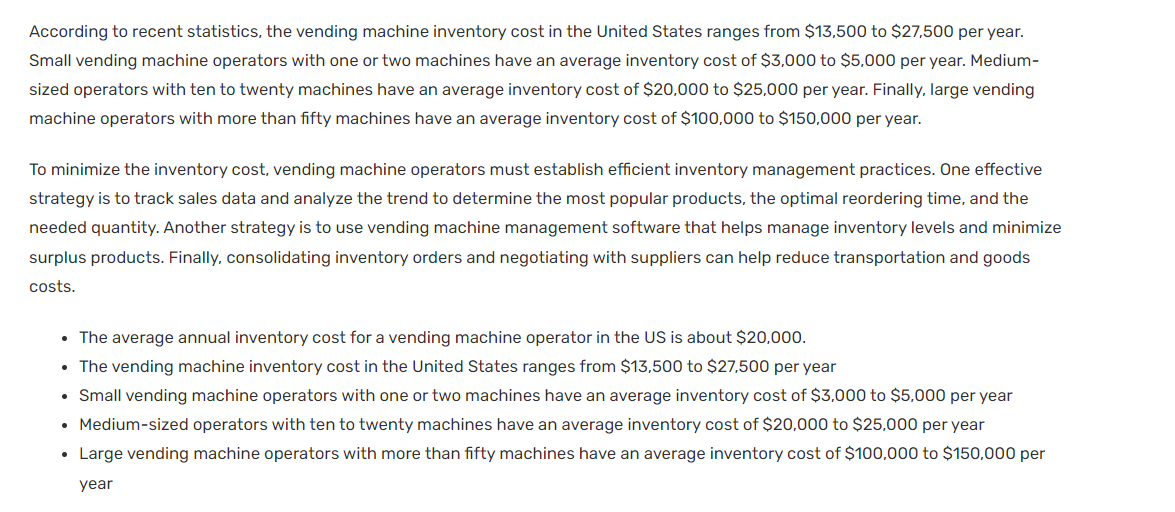 According to recent statistics, the vending machine inventory cost in the United States ranges from $13,500 to $27,500 per year.
Small vending machine operators with one or two machines have an average inventory cost of $3,000 to $5,000 per year. Medium-
sized operators with ten to twenty machines have an average inventory cost of $20,000 to $25,000 per year. Finally, large vending
machine operators with more than fifty machines have an average inventory cost of $100,000 to $150,000 per year.
To minimize the inventory cost, vending machine operators must establish efficient inventory management practices. One effective
strategy is to track sales data and analyze the trend to determine the most popular products, the optimal reordering time, and the
needed quantity. Another strategy is to use vending machine management software that helps manage inventory levels and minimize
surplus products. Finally, consolidating inventory orders and negotiating with suppliers can help reduce transportation and goods
costs.
• The average annual inventory cost for a vending machine operator in the US is about $20,000.
• The vending machine inventory cost in the United States ranges from $13,500 to $27,500 per year
• Small vending machine operators with one or two machines have an average inventory cost of $3,000 to $5,000 per year
• Medium-sized operators with ten to twenty machines have an average inventory cost of $20,000 to $25,000 per year
• Large vending machine operators with more than fifty machines have an average inventory cost of $100,000 to $150,000 per
year